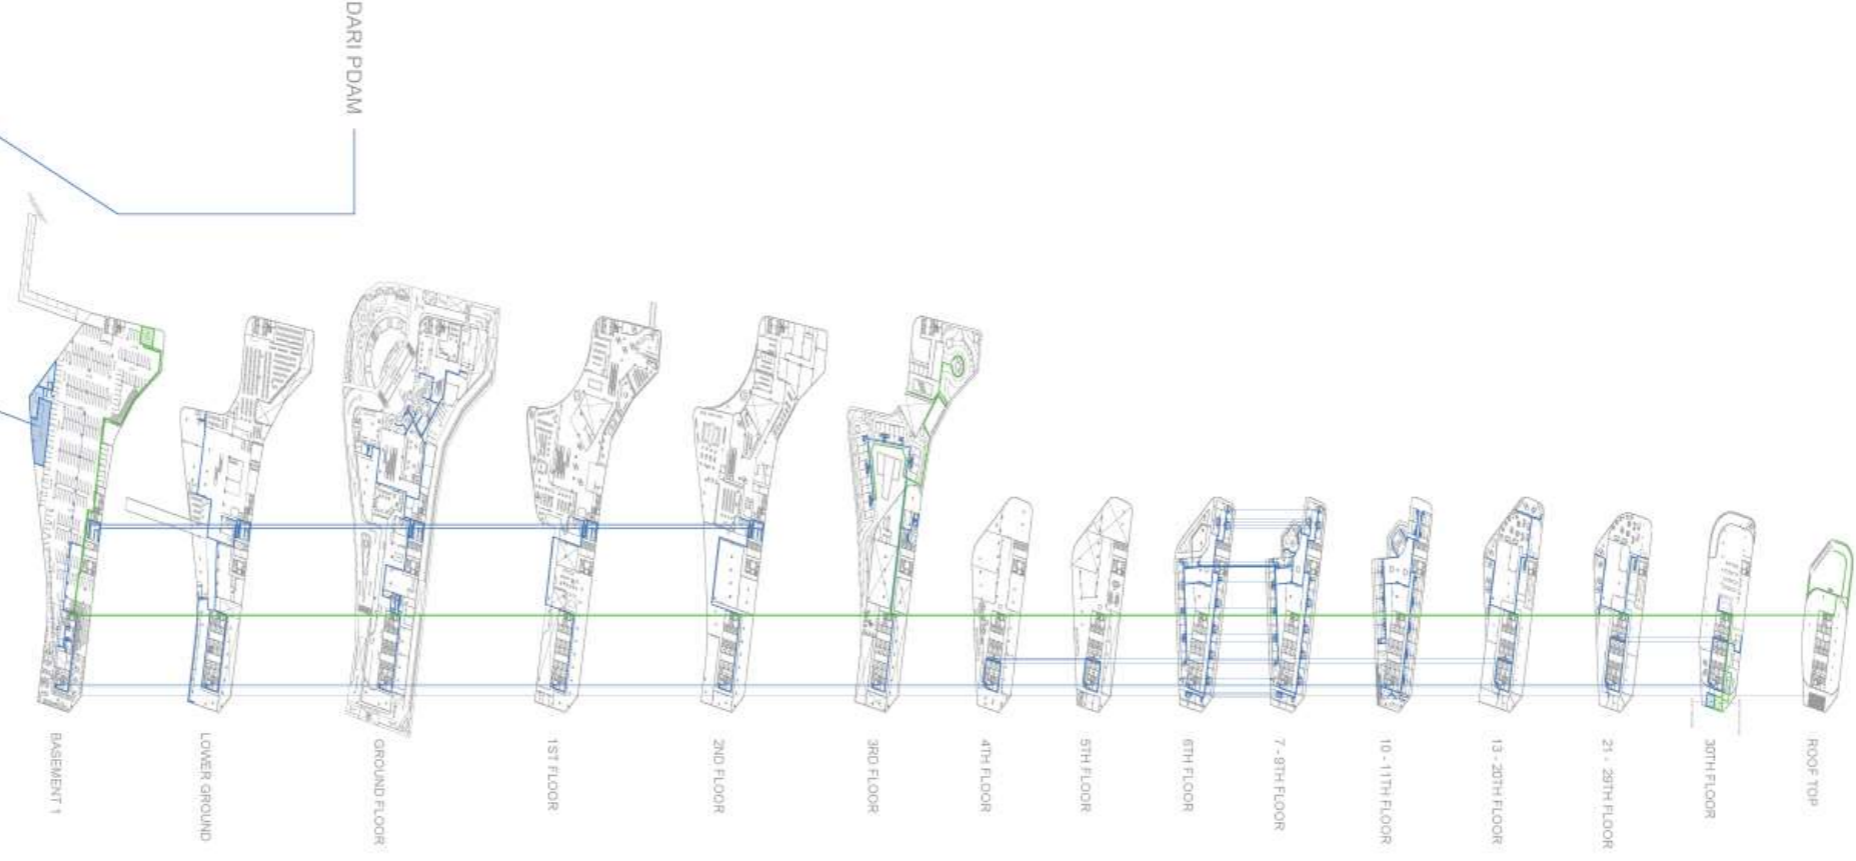 DARI PDAM
BASEMENT 1
LOWER GROUND
GROUND FLOOR
1ST FLOOR
2ND FLOOR
3RD FLOOR
4TH FLOOR
5TH FLOOR
6TH FLOOR
7 - 9TH FLOOR
10 - 11TH FLOOR
13 - 20TH FLOOR
21 - 29TH FLOOR
30TH FLOOR
ROOF TOP